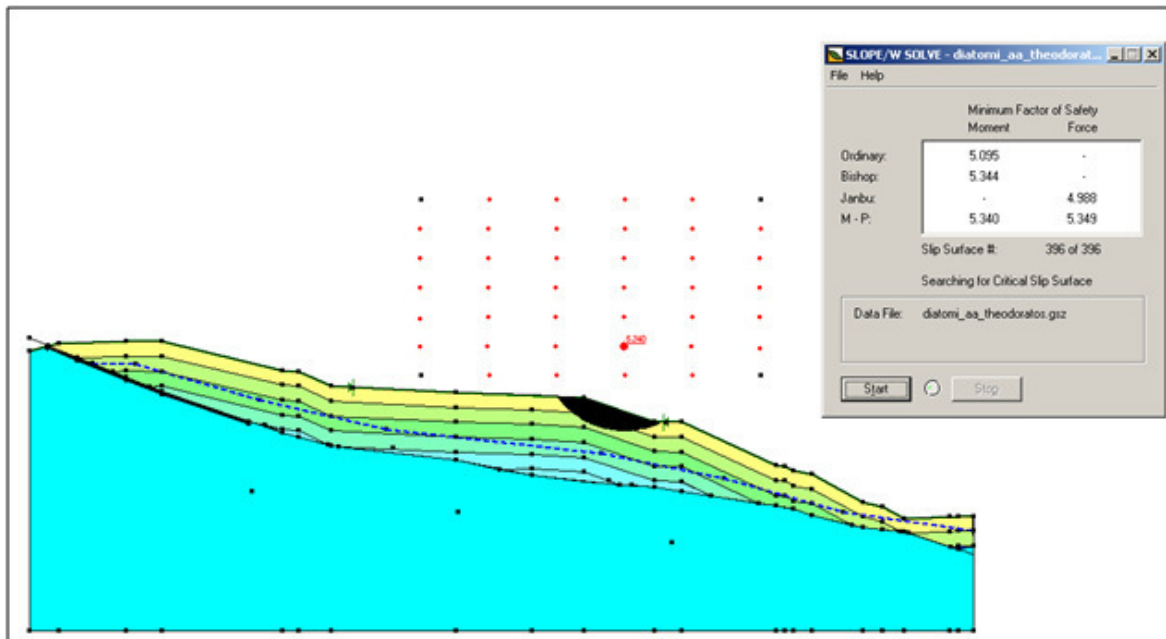 SLOPE/W SOLVE - diatomi_aa_theodorat...
File Help
Minimum Factor of Safety
Moment Force
Ordinary: 5.095 -
Bishop: 5.344 -
Janbu: - 4.988
M - P: 5.340 5.349
Slip Surface #: 396 of 396
Searching for Critical Slip Surface
Data File: diatomi_aa_theodoratos.gsz
Start Stop
5.340